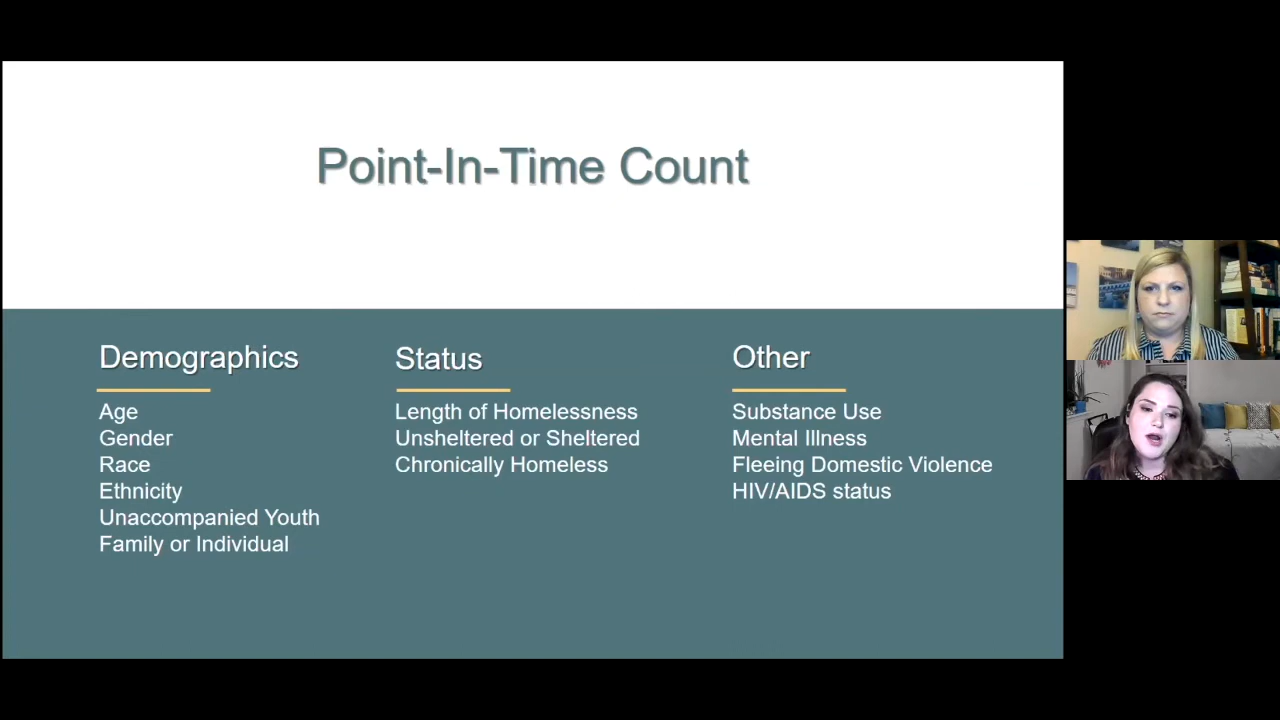 Point-In-Time Count
Demographics
Age
Gender
Race
Ethnicity
Unaccompanied Youth
Family or Individual
Status
Length of Homelessness
Unsheltered or Sheltered
Chronically Homeless
Other
Substance Use
Mental Illness
Fleeing Domestic Violence
HIV/AIDS status